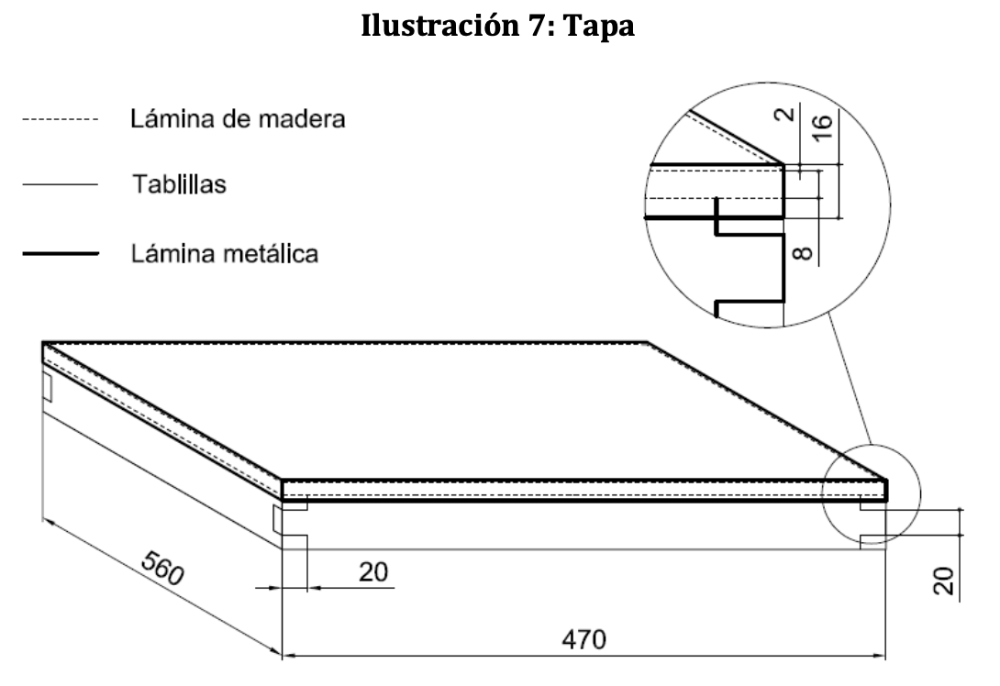 Ilustración 7: Tapa
Lámina de madera
Tablillas
Lámina metálica
2
16
8
560
20
20
470